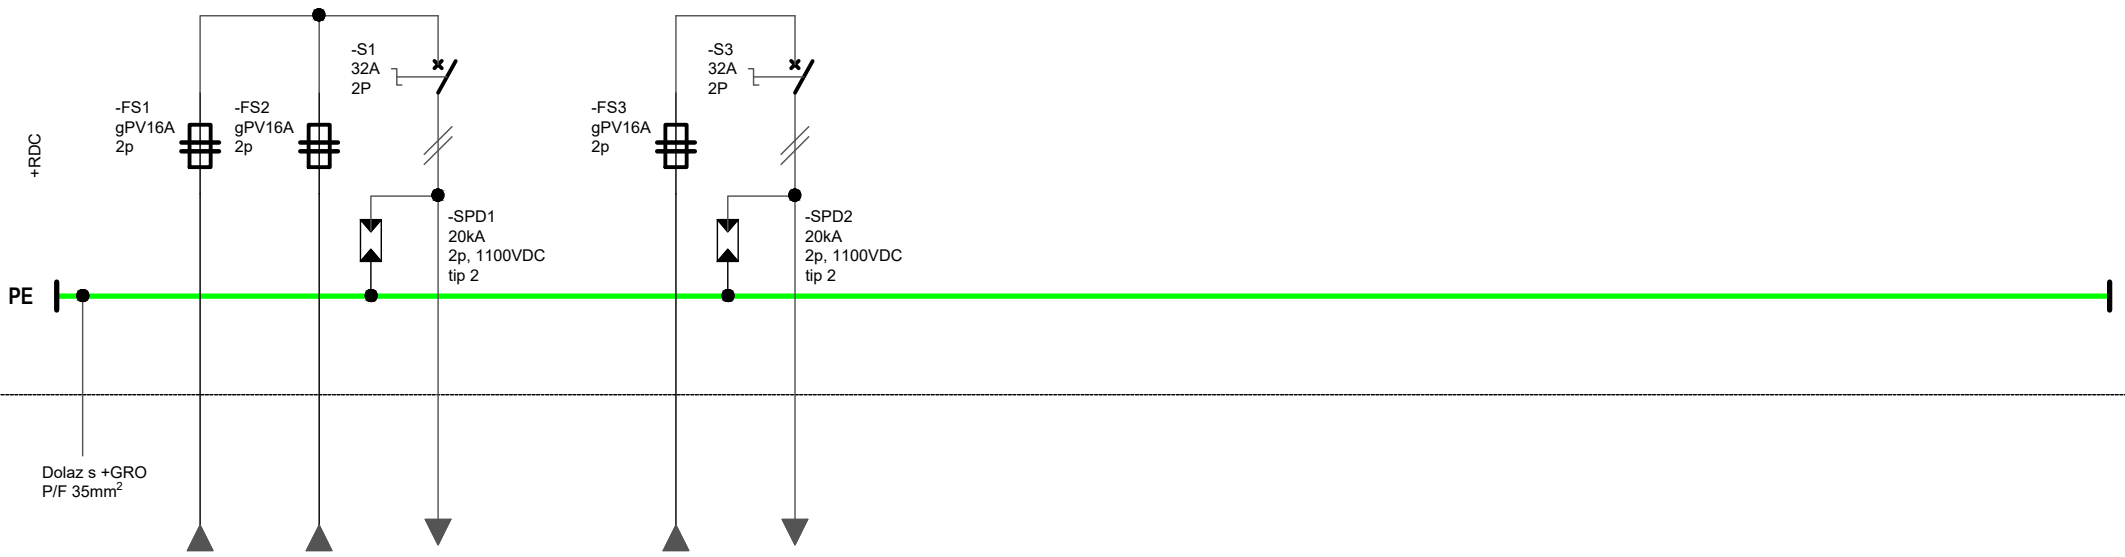 +RDC
-FS1
gPV16A
2p
-FS2
gPV16A
2p
-S1
32A
2P
-SPD1
20kA
2p, 1100VDC
tip 2
-FS3
gPV16A
2p
-S3
32A
2P
-SPD2
20kA
2p, 1100VDC
tip 2
PE
Dolaz s +GRO
P/F 35mm²